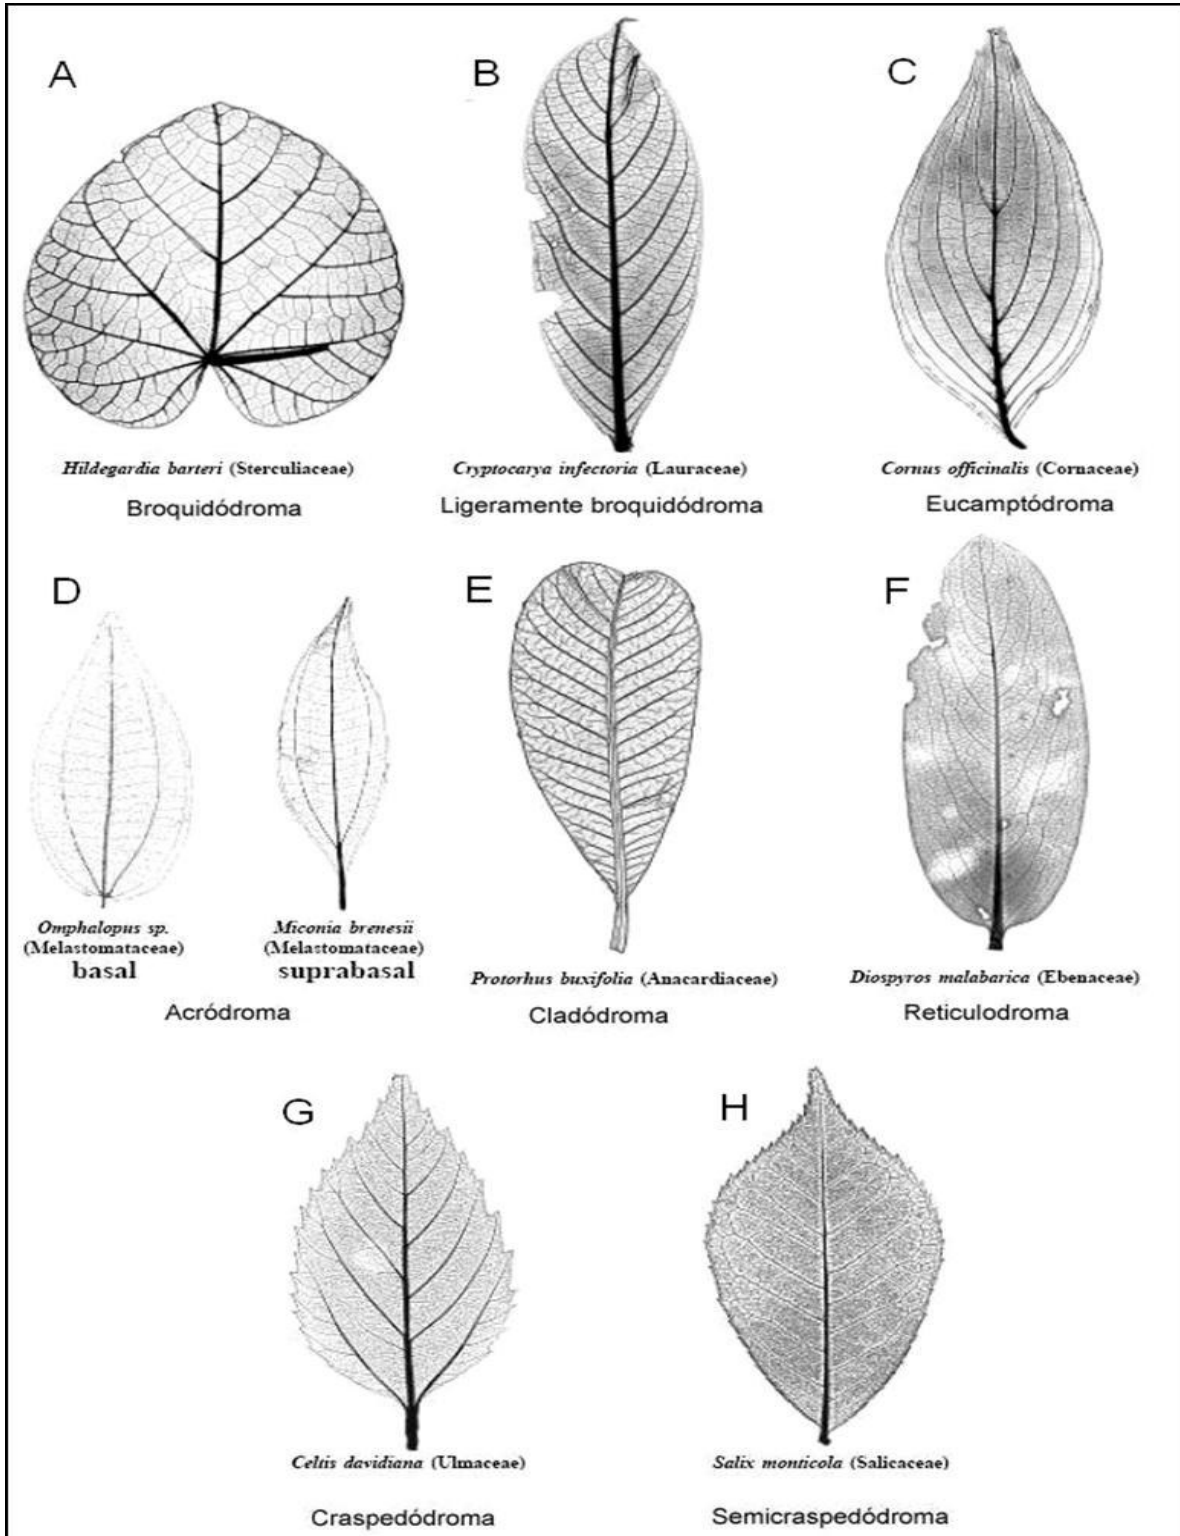 A
B
C
Hildegardia barteri (Sterculiaceae)
Broquidódroma
Cryptocarya infectoria (Lauraceae)
Ligeramente broquidódroma
Cornus officinalis (Cornaceae)
Eucamptódroma
D
E
F
Omphalopus sp.
(Melastomataceae)
basal
Miconia brenesii
(Melastomataceae)
suprabasal
Acródroma
Protorhus buxifolia (Anacardiaceae)
Cladódroma
Diospyros malabarica (Ebenaceae)
Reticulodroma
G
H
Celtis davidiana (Ulmaceae)
Craspedódroma
Salix monticola (Salicaceae)
Semicraspedódroma